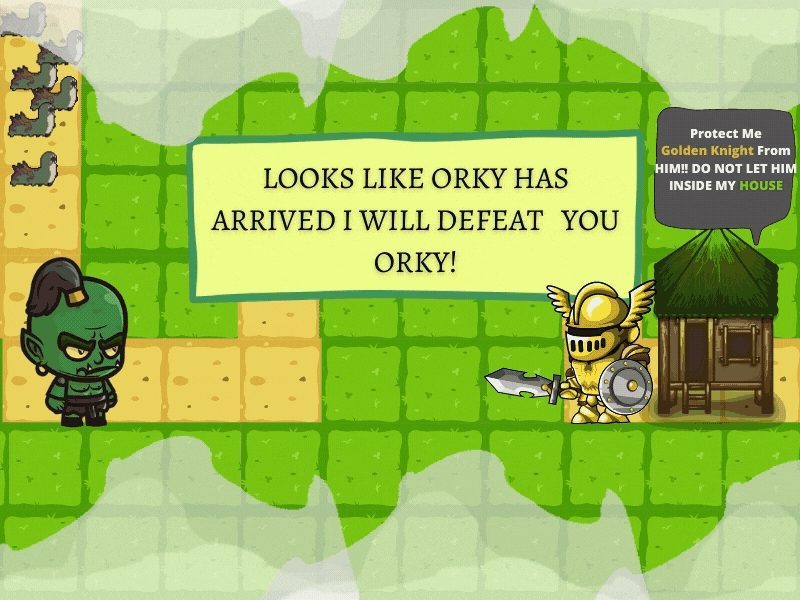 LOOKS LIKE ORKY HAS
ARRIVED I WILL DEFEAT YOU
ORKY!
Protect Me
Golden Knight From
HIM!! DO NOT LET HIM
INSIDE MY HOUSE